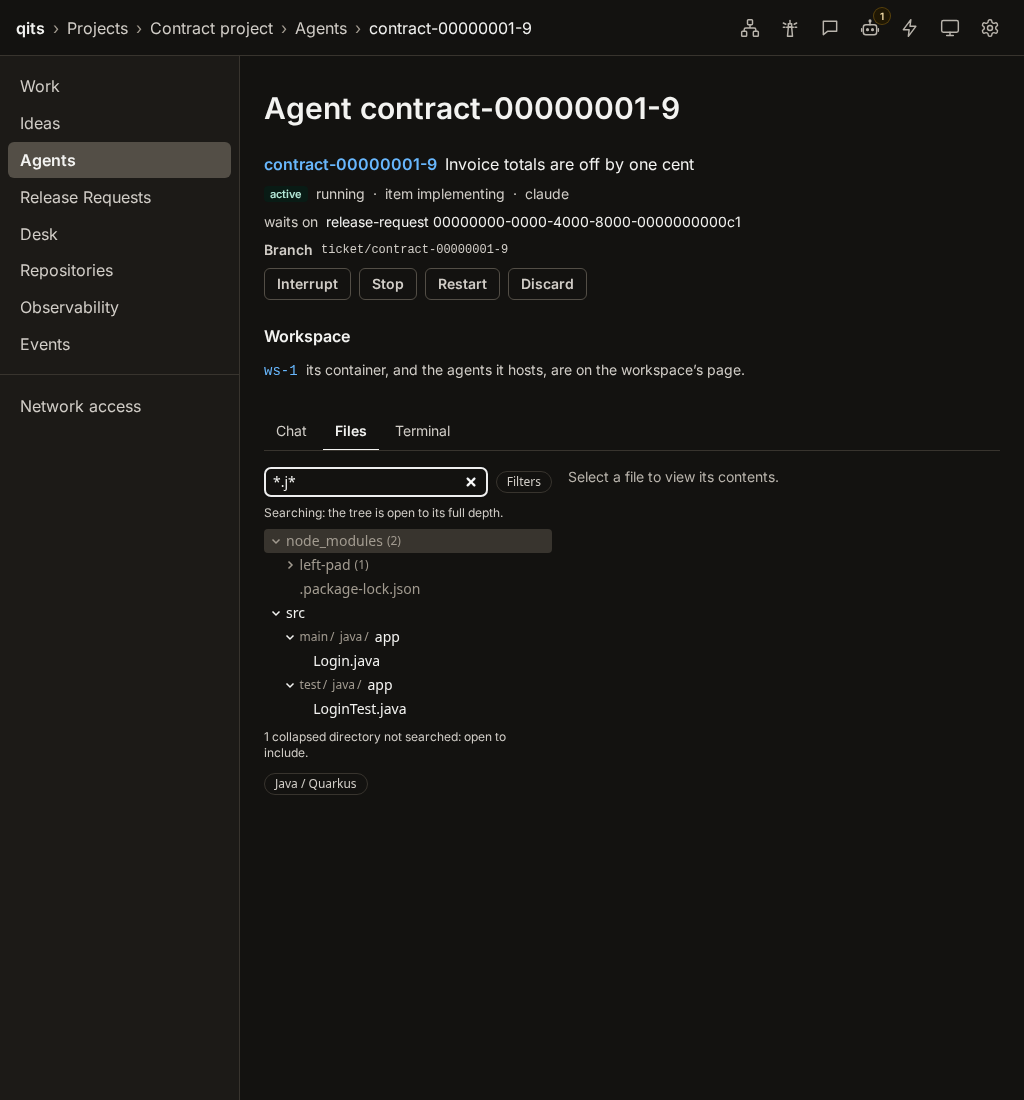 qits › Projects › Contract project › Agents › contract-00000001-9
1
Work
Ideas
Agents
Release Requests
Desk
Repositories
Observability
Events
Network access
Agent contract-00000001-9
contract-00000001-9 Invoice totals are off by one cent
active running · item implementing · claude
waits on release-request 00000000-0000-4000-8000-0000000000c1
Branch ticket/contract-00000001-9
Interrupt Stop Restart Discard
Workspace
ws-1 its container, and the agents it hosts, are on the workspace’s page.
Chat Files Terminal
*.j* Filters
Select a file to view its contents.
Searching: the tree is open to its full depth.
node_modules (2)
left-pad (1)
.package-lock.json
src
main/ java/ app
Login.java
test/ java/ app
LoginTest.java
1 collapsed directory not searched: open to
include.
Java / Quarkus